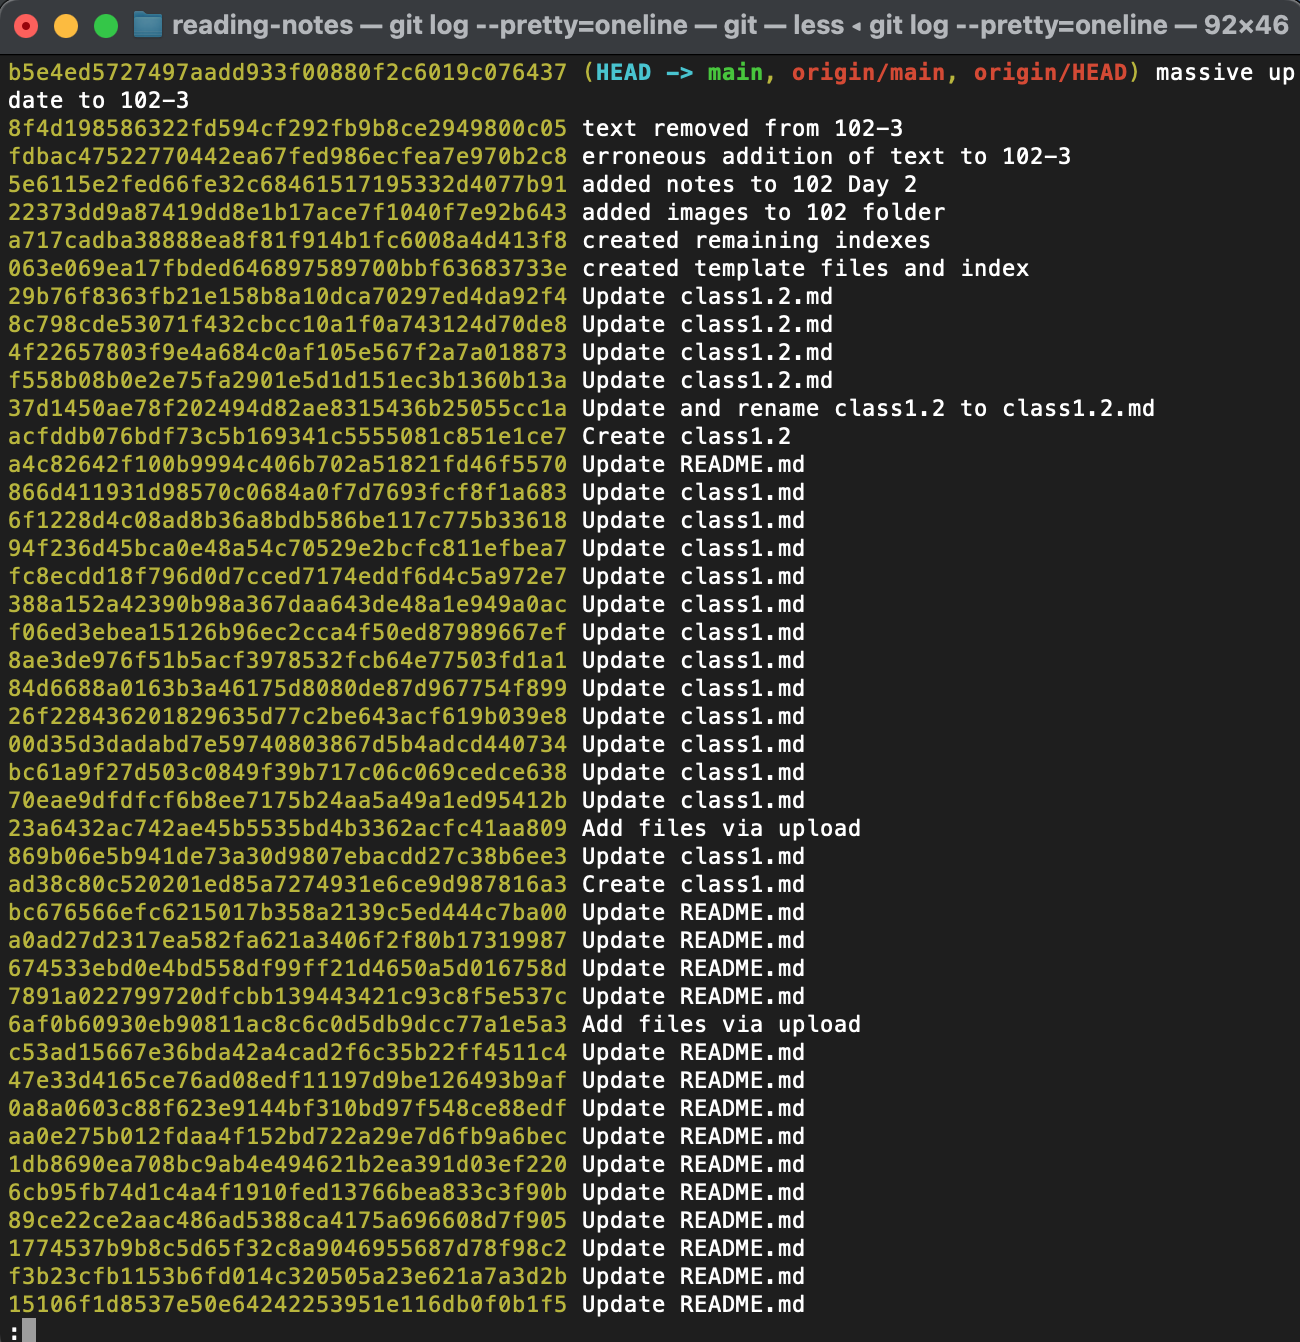 reading-notes — git log --pretty=oneline — git — less ◂ git log --pretty=oneline — 92×46
b5e4ed5727497aadd933f00880f2c6019c076437 (HEAD -> main, origin/main, origin/HEAD) massive up
date to 102-3
8f4d198586322fd594cf292fb9b8ce2949800c05 text removed from 102-3
fdbac47522770442ea67fed986ecfea7e970b2c8 erroneous addition of text to 102-3
5e6115e2fed66fe32c68461517195332d4077b91 added notes to 102 Day 2
22373dd9a87419dd8e1b17ace7f1040f7e92b643 added images to 102 folder
a717cadba38888ea8f81f914b1fc6008a4d413f8 created remaining indexes
063e069ea17fbded646897589700bbf63683733e created template files and index
29b76f8363fb21e158b8a10dca70297ed4da92f4 Update class1.2.md
8c798cde53071f432cbcc10a1f0a743124d70de8 Update class1.2.md
4f22657803f9e4a684c0af105e567f2a7a018873 Update class1.2.md
f558b08b0e2e75fa2901e5d1d151ec3b1360b13a Update class1.2.md
37d1450ae78f202494d82ae8315436b25055cc1a Update and rename class1.2 to class1.2.md
acfddb076bdf73c5b169341c5555081c851e1ce7 Create class1.2
a4c82642f100b9994c406b702a51821fd46f5570 Update README.md
866d411931d98570c0684a0f7d7693fcf8f1a683 Update class1.md
6f1228d4c08ad8b36a8bdb586be117c775b33618 Update class1.md
94f236d45bca0e48a54c70529e2bcfc811efbea7 Update class1.md
fc8ecdd18f796d0d7cced7174eddf6d4c5a972e7 Update class1.md
388a152a42390b98a367daa643de48a1e949a0ac Update class1.md
f06ed3ebea15126b96ec2cca4f50ed87989667ef Update class1.md
8ae3de976f51b5acf3978532fcb64e77503fd1a1 Update class1.md
84d6688a0163b3a46175d8080de87d967754f899 Update class1.md
26f228436201829635d77c2be643acf619b039e8 Update class1.md
00d35d3dadabd7e59740803867d5b4adcd440734 Update class1.md
bc61a9f27d503c0849f39b717c06c069cedce638 Update class1.md
70eae9dfdfcf6b8ee7175b24aa5a49a1ed95412b Update class1.md
23a6432ac742ae45b5535bd4b3362acfc41aa809 Add files via upload
869b06e5b941de73a30d9807ebacdd27c38b6ee3 Update class1.md
ad38c80c520201ed85a7274931e6ce9d987816a3 Create class1.md
bc676566efc6215017b358a2139c5ed444c7ba00 Update README.md
a0ad27d2317ea582fa621a3406f2f80b17319987 Update README.md
674533ebd0e4bd558df99ff21d4650a5d016758d Update README.md
7891a022799720dfcbb139443421c93c8f5e537c Update README.md
6af0b60930eb90811ac8c6c0d5db9dcc77a1e5a3 Add files via upload
c53ad15667e36bda42a4cad2f6c35b22ff4511c4 Update README.md
47e33d4165ce76ad08edf11197d9be126493b9af Update README.md
0a8a0603c88f623e9144bf310bd97f548ce88edf Update README.md
aa0e275b012fdaa4f152bd722a29e7d6fb9a6bec Update README.md
1db8690ea708bc9ab4e494621b2ea391d03ef220 Update README.md
6cb95fb74d1c4a4f1910fed13766bea833c3f90b Update README.md
89ce22ce2aac486ad5388ca4175a696608d7f905 Update README.md
1774537b9b8c5d65f32c8a9046955687d78f98c2 Update README.md
f3b23cfb1153b6fd014c320505a23e621a7a3d2b Update README.md
15106f1d8537e50e64242253951e116db0f0b1f5 Update README.md
: